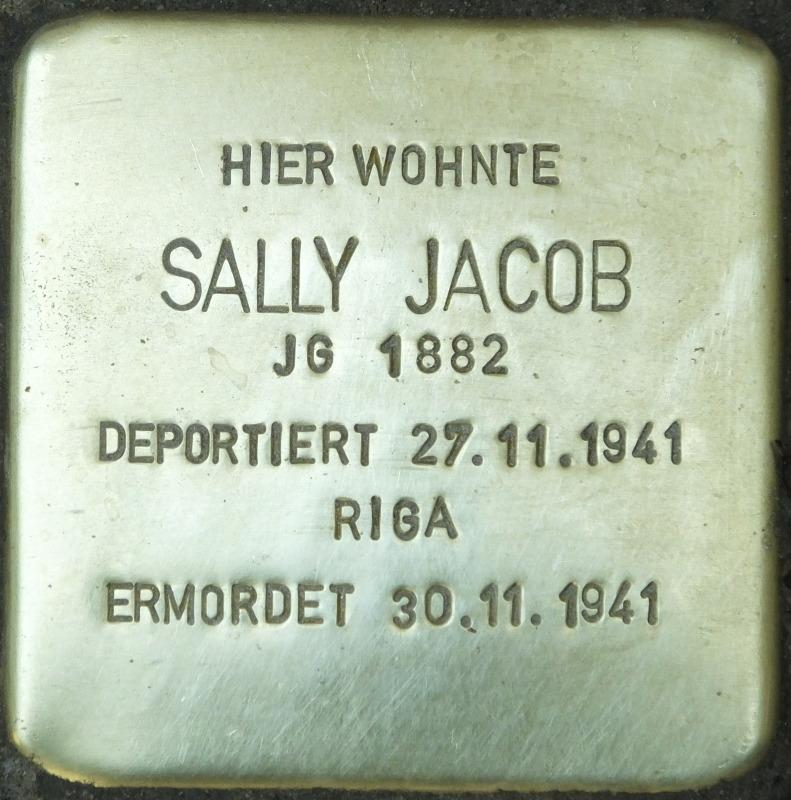 HIER WOHNTE
SALLY JACOB
JG 1882
DEPORTIERT 27.11.1941
RIGA
ERMORDET 30.11.1941